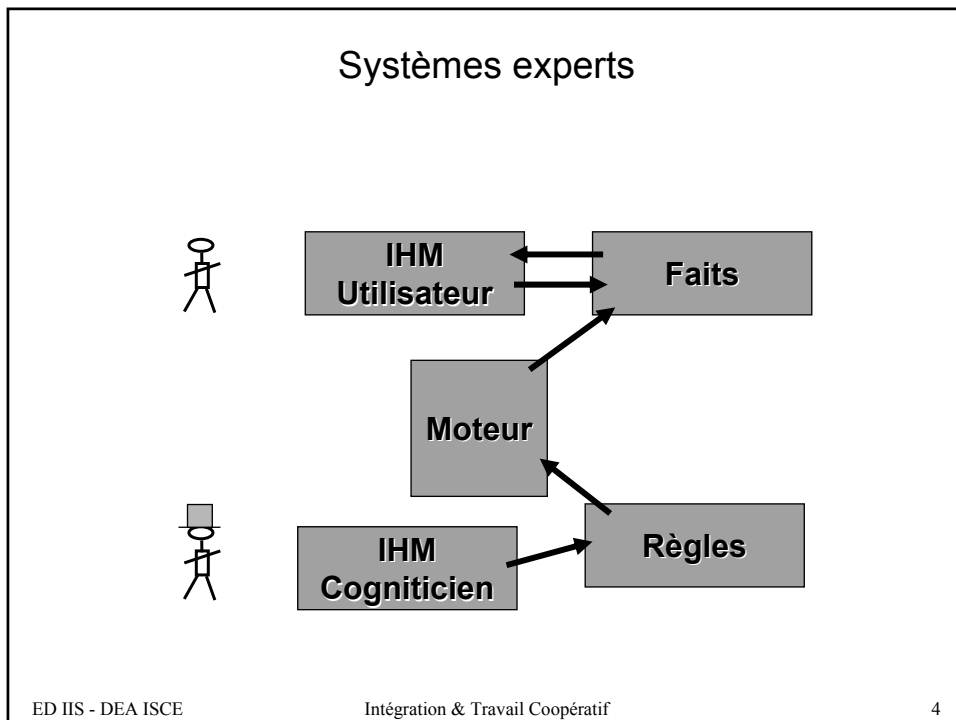 Systèmes experts
IHM
Utilisateur
Faits
Moteur
IHM
Cogniticien
Règles
ED IIS - DEA ISCE
Intégration & Travail Coopératif
4